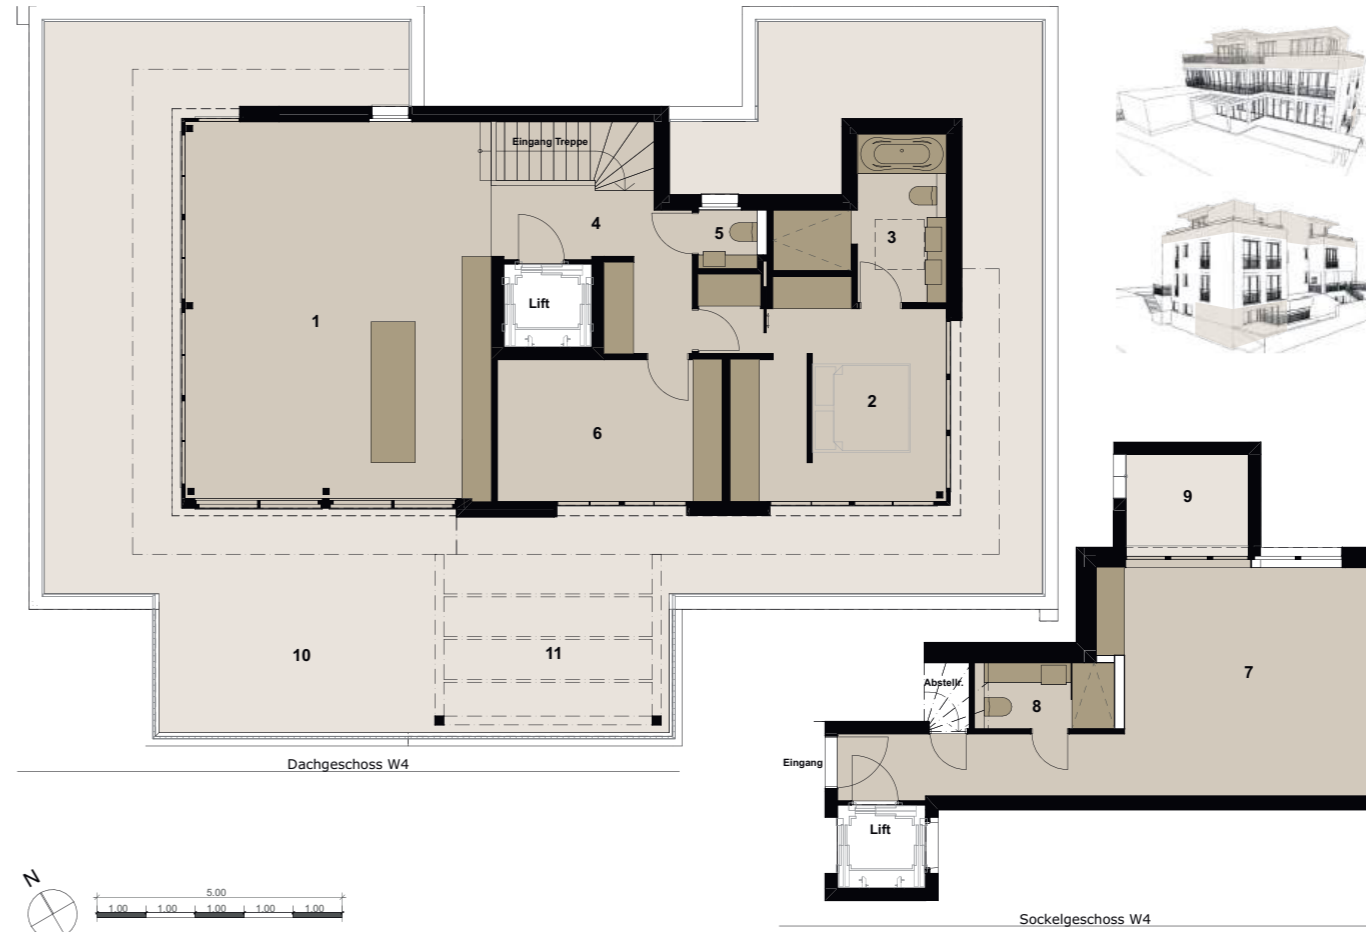 Eingang Treppe
4
5
3
Lift
1
2
6
9
10
11
7
Abstellr.
8
Eingang
Dachgeschoss W4
Lift
N
5.00
1.00 1.00 1.00 1.00 1.00
Sockelgeschoss W4